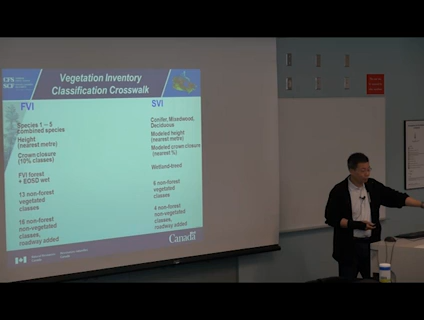 CFS
SCF
Vegetation Inventory
Classification Crosswalk
FVI
SVI
Species 1 – 5
combined species
Conifer, Mixedwood,
Deciduous
Height
(nearest metre)
Modeled height
(nearest metre)
Crown closure
(10% classes)
Modeled crown closure
(nearest %)
FVI forest
+ EOSD wet
Wetland-treed
13 non-forest
vegetated
classes
6 non-forest
vegetated
classes
16 non-forest
non-vegetated
classes,
roadway added
4 non-forest
non-vegetated
classes,
roadway added
Canada